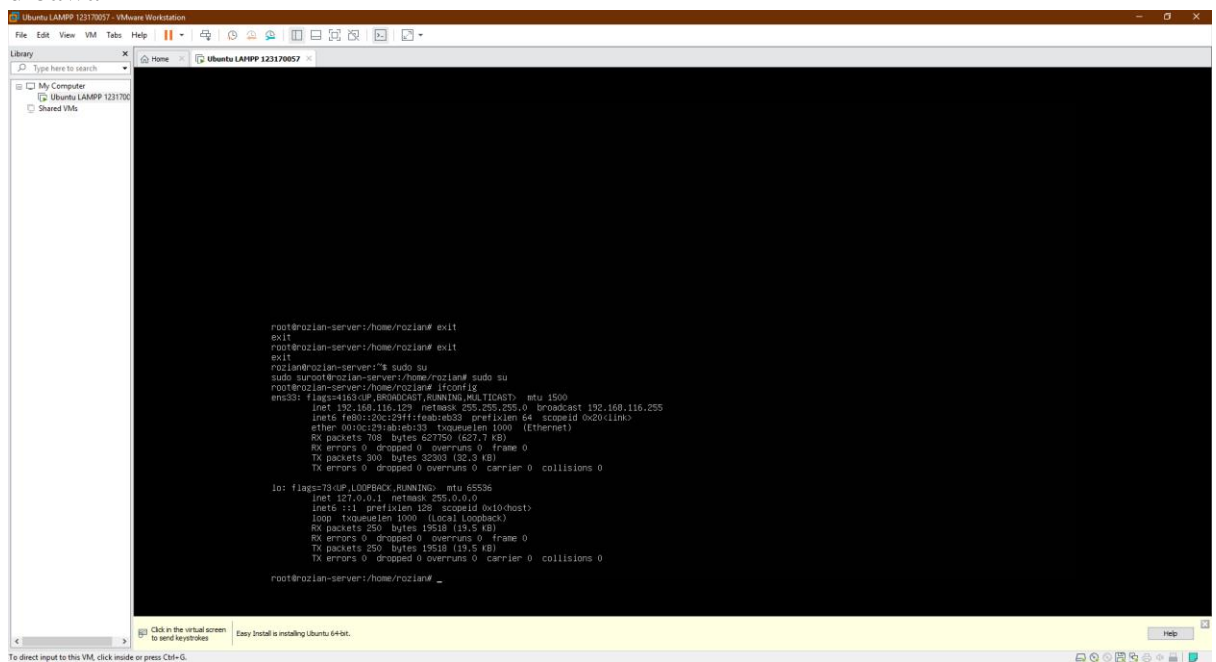 Ubuntu LAMPP 123170057 - VMware Workstation
File Edit View VM Tabs Help
Library
Home
Ubuntu LAMPP 123170057
Type here to search
My Computer
Ubuntu LAMPP 1231700
Shared VMs
root@rozian-server:/home/rozian# exit
exit
root@rozian-server:/home/rozian# exit
exit
rozian@rozian-server:~$ sudo su
sudo suroot@rozian-server:/home/rozian# sudo su
root@rozian-server:/home/rozian# ifconfig
ens33: flags=4163<UP,BROADCAST,RUNNING,MULTICAST> mtu 1500
inet 192.168.116.129 netmask 255.255.255.0 broadcast 192.168.116.255
inet6 fe80::20c:29ff:feab:eb33 prefixlen 64 scopeid 0x20<link>
ether 00:0c:29:ab:eb:33 txqueuelen 1000 (Ethernet)
RX packets 708 bytes 627750 (627.7 KB)
RX errors 0 dropped 0 overruns 0 frame 0
TX packets 300 bytes 32303 (32.3 KB)
TX errors 0 dropped 0 overruns 0 carrier 0 collisions 0
lo: flags=73<UP,LOOPBACK,RUNNING> mtu 65536
inet 127.0.0.1 netmask 255.0.0.0
inet6 ::1 prefixlen 128 scopeid 0x10<host>
loop txqueuelen 1000 (Local Loopback)
RX packets 250 bytes 19518 (19.5 KB)
RX errors 0 dropped 0 overruns 0 frame 0
TX packets 250 bytes 19518 (19.5 KB)
TX errors 0 dropped 0 overruns 0 carrier 0 collisions 0
root@rozian-server:/home/rozian# _
Click in the virtual screen
to send keystrokes
Easy Install is installing Ubuntu 64-bit.
Help
To direct input to this VM, click inside or press Ctrl+G.